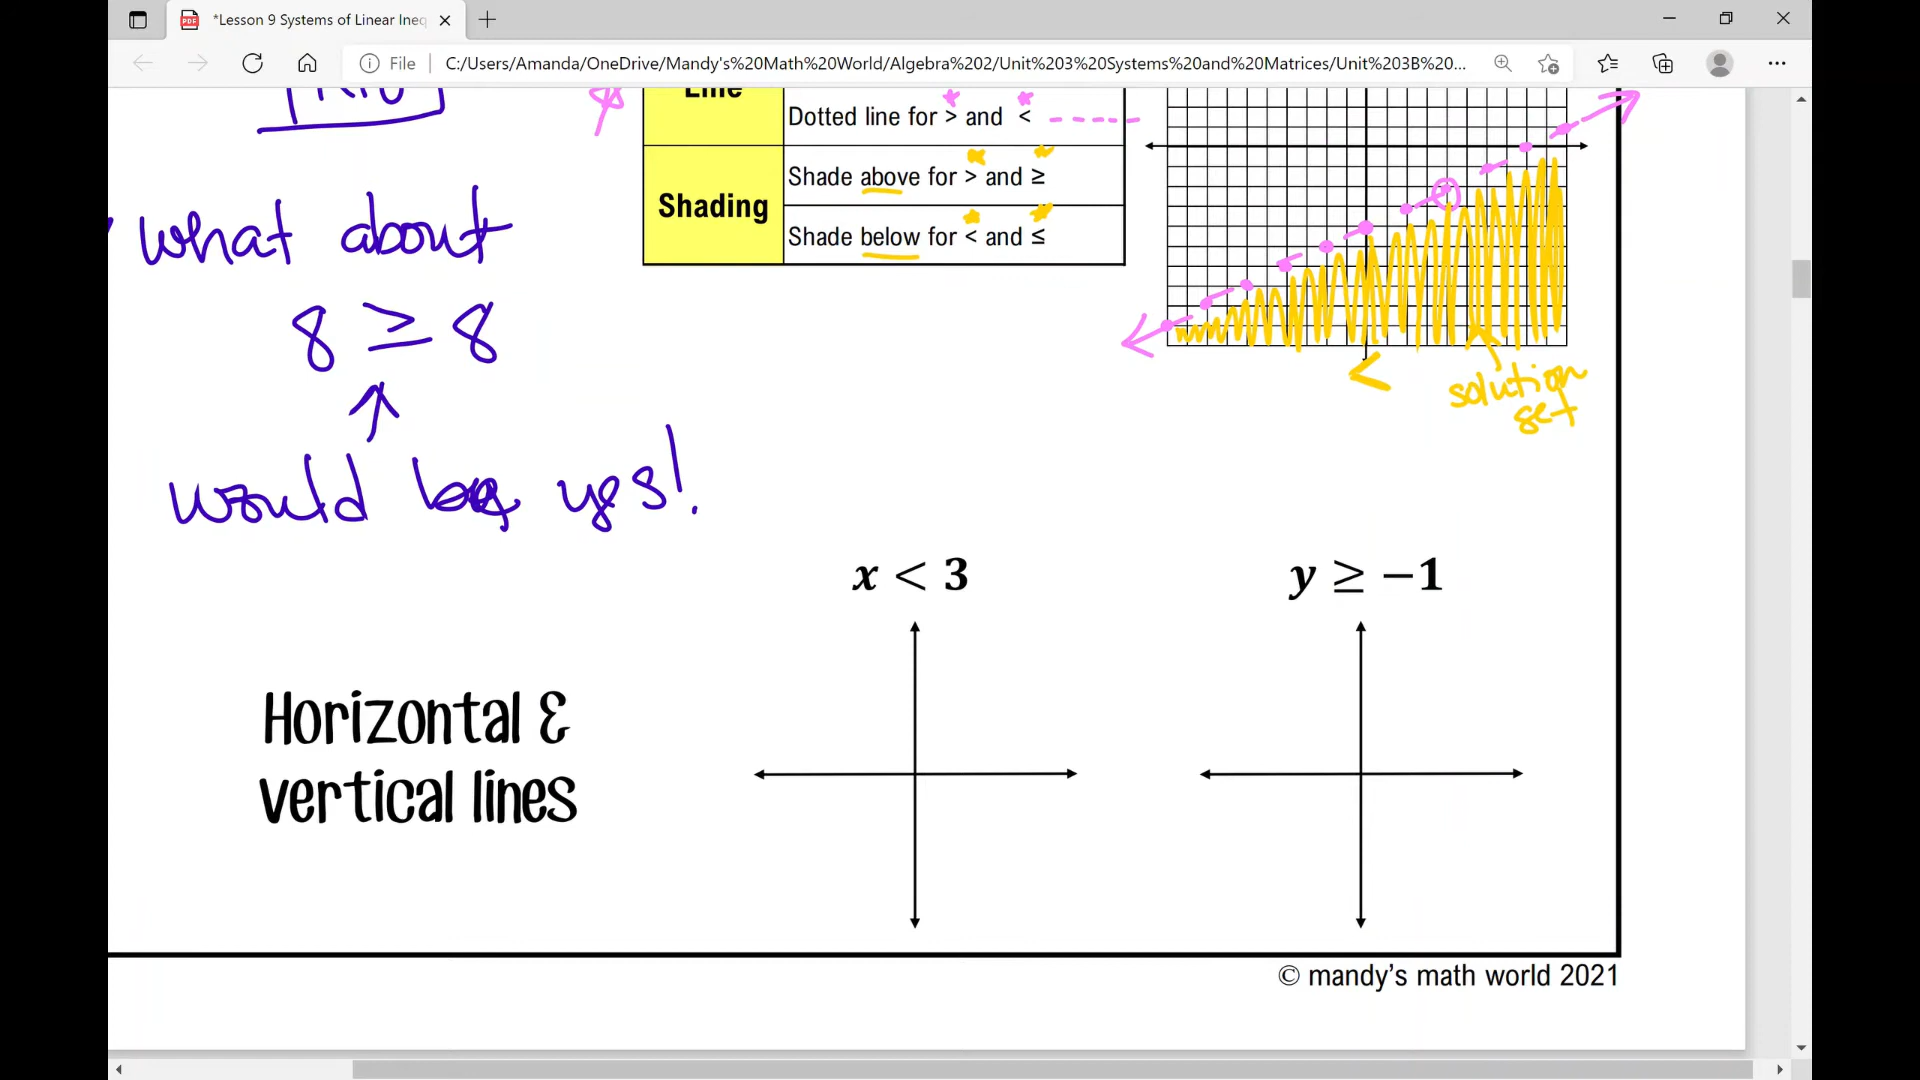 *Lesson 9 Systems of Linear Ineq
File
C:/Users/Amanda/OneDrive/Mandy's%20Math%20World/Algebra%202/Unit%203%20Systems%20and%20Matrices/Unit%203B%20...
Line
Dotted line for > and <
Shading
Shade above for > and ≥
Shade below for < and ≤
what about
8 ≥ 8
would be yes!
<
solution
set
x < 3
y ≥ −1
Horizontal &
vertical lines
© mandy's math world 2021